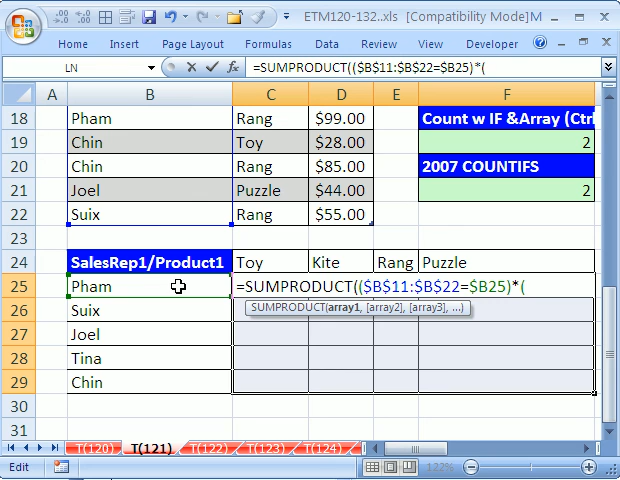 ETM120-132..xls [Compatibility Mode] M
Home Insert Page Layout Formulas Data Review View Developer
LN =SUMPRODUCT(($B$11:$B$22=$B25)*(
A B C D E F
18 Pham Rang $99.00 Count w IF &Array (Ctrl
19 Chin Toy $28.00 2
20 Chin Rang $85.00 2007 COUNTIFS
21 Joel Puzzle $44.00 2
22 Suix Rang $55.00
23
24 SalesRep1/Product1 Toy Kite Rang Puzzle
25 Pham =SUMPRODUCT(($B$11:$B$22=$B25)*(
SUMPRODUCT(array1, [array2], [array3], ...)
26 Suix
27 Joel
28 Tina
29 Chin
30
31
T(120) T(121) T(122) T(123) T(124)
Edit 122%